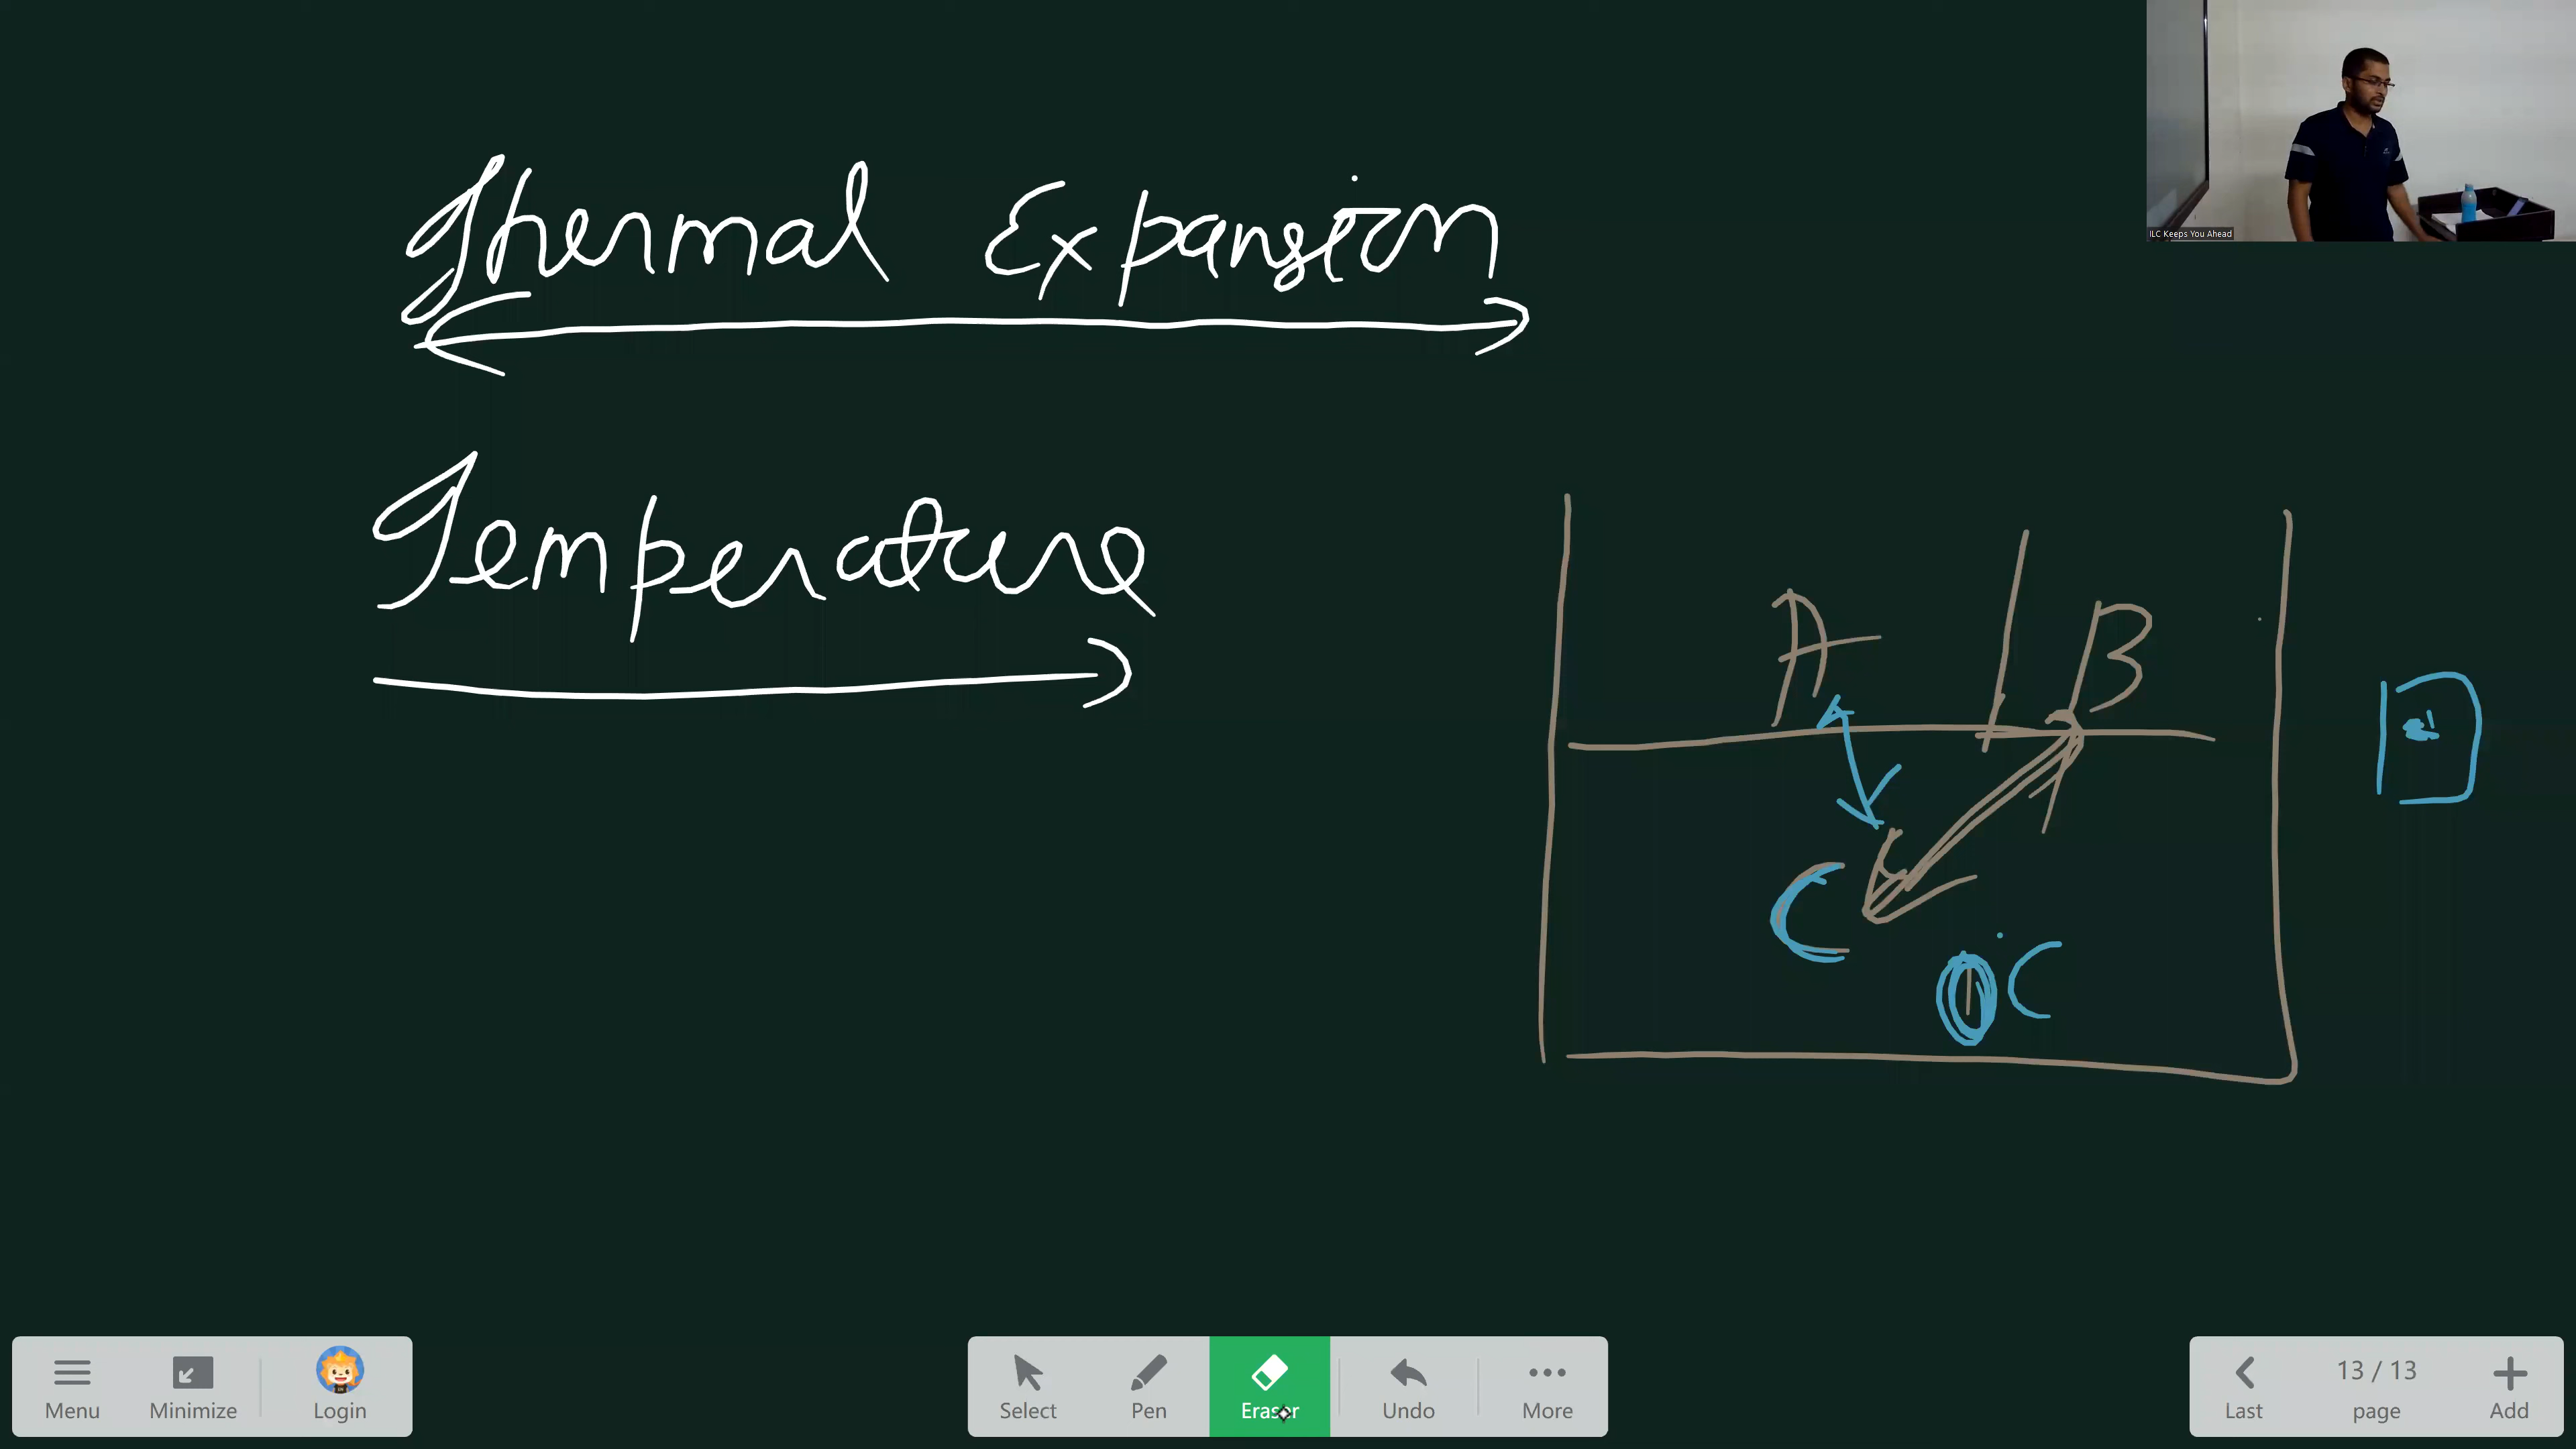 Thermal Expansion
ILC Keeps You Ahead
Temperature
A
B
D
C
0°C
Menu
Minimize
Login
Select
Pen
Eraser
Undo
More
Last
13 / 13
page
Add